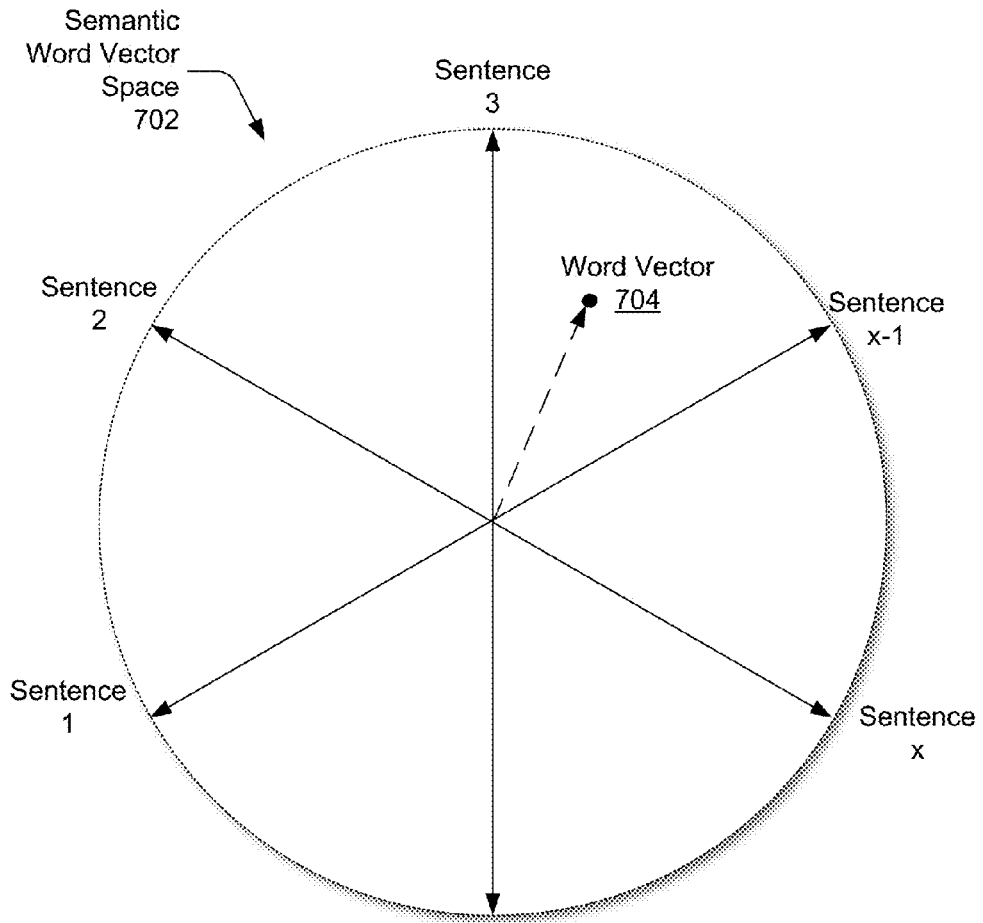 Semantic
Word Vector
Space
702
Sentence
3
Word Vector
704
Sentence
2
Sentence
x-1
Sentence
1
Sentence
x